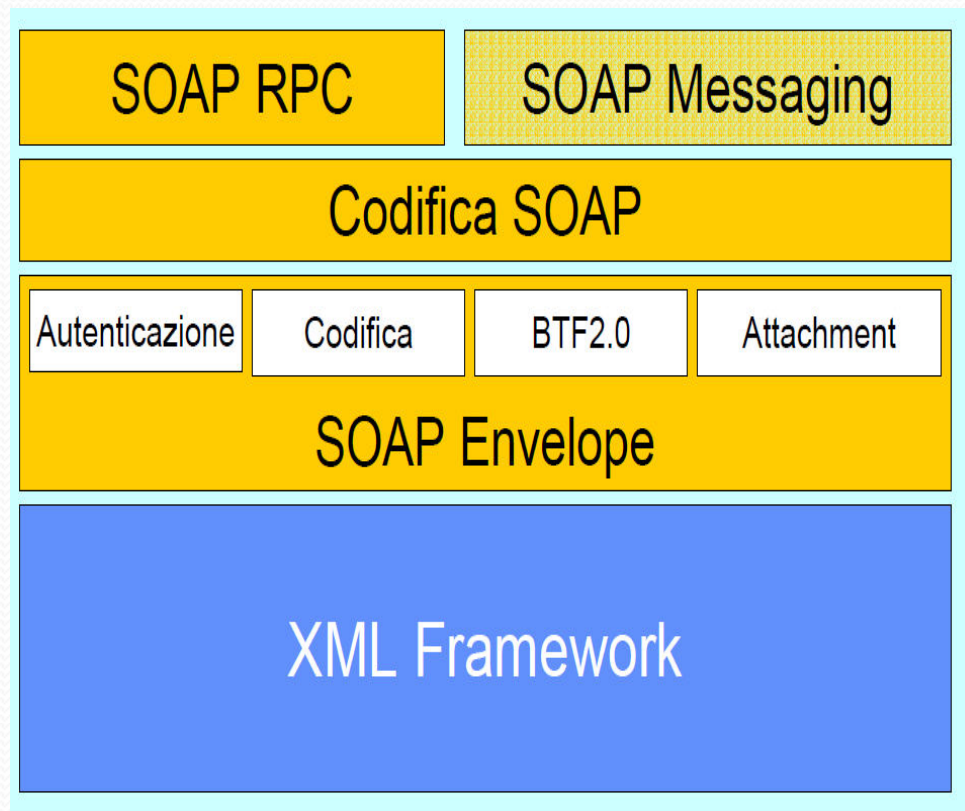 SOAP RPC
SOAP Messaging
Codifica SOAP
Autenticazione
Codifica
BTF2.0
Attachment
SOAP Envelope
XML Framework